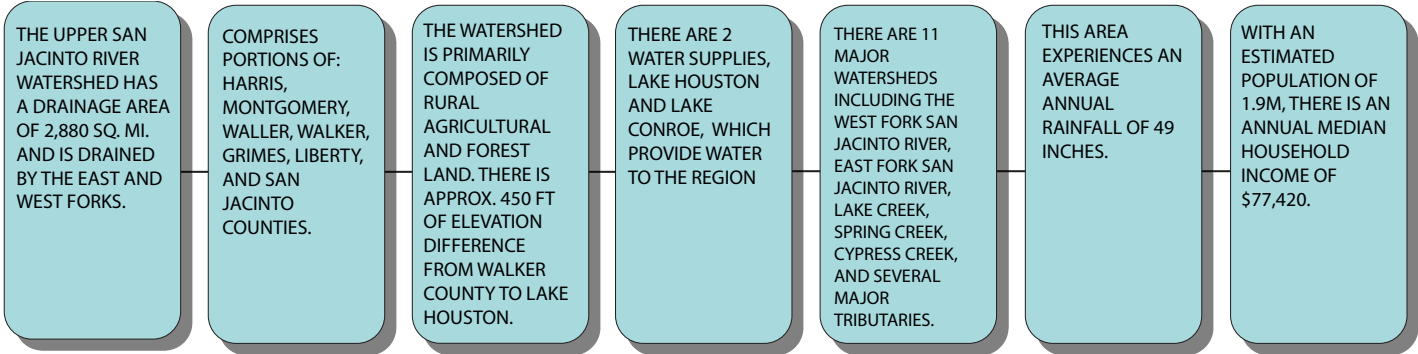 THE UPPER SAN
JACINTO RIVER
WATERSHED HAS
A DRAINAGE AREA
OF 2,880 SQ. MI.
AND IS DRAINED
BY THE EAST AND
WEST FORKS.
COMPRISES
PORTIONS OF:
HARRIS,
MONTGOMERY,
WALLER, WALKER,
GRIMES, LIBERTY,
AND SAN
JACINTO
COUNTIES.
THE WATERSHED
IS PRIMARILY
COMPOSED OF
RURAL
AGRICULTURAL
AND FOREST
LAND. THERE IS
APPROX. 450 FT
OF ELEVATION
DIFFERENCE
FROM WALKER
COUNTY TO LAKE
HOUSTON.
THERE ARE 2
WATER SUPPLIES,
LAKE HOUSTON
AND LAKE
CONROE, WHICH
PROVIDE WATER
TO THE REGION
THERE ARE 11
MAJOR
WATERSHEDS
INCLUDING THE
WEST FORK SAN
JACINTO RIVER,
EAST FORK SAN
JACINTO RIVER,
LAKE CREEK,
SPRING CREEK,
CYPRESS CREEK,
AND SEVERAL
MAJOR
TRIBUTARIES.
THIS AREA
EXPERIENCES AN
AVERAGE
ANNUAL
RAINFALL OF 49
INCHES.
WITH AN
ESTIMATED
POPULATION OF
1.9M, THERE IS AN
ANNUAL MEDIAN
HOUSEHOLD
INCOME OF
$77,420.